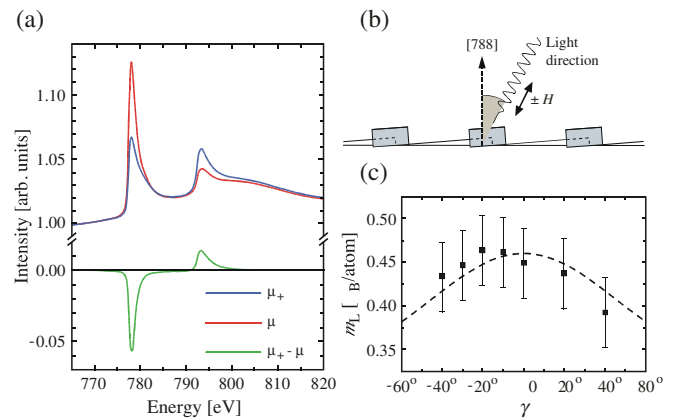 (a)
1.10
1.05
1.00
0.00
-0.05
Intensity [arb. units]
μ₊
μ
μ₊ - μ
770 780 790 800 810 820
Energy [eV]
(b)
[788]
Light
direction
± H
(c)
0.50
0.45
0.40
0.35
m_L [ _B/atom]
-60° -40° -20° 0 20° 40° 80°
γ